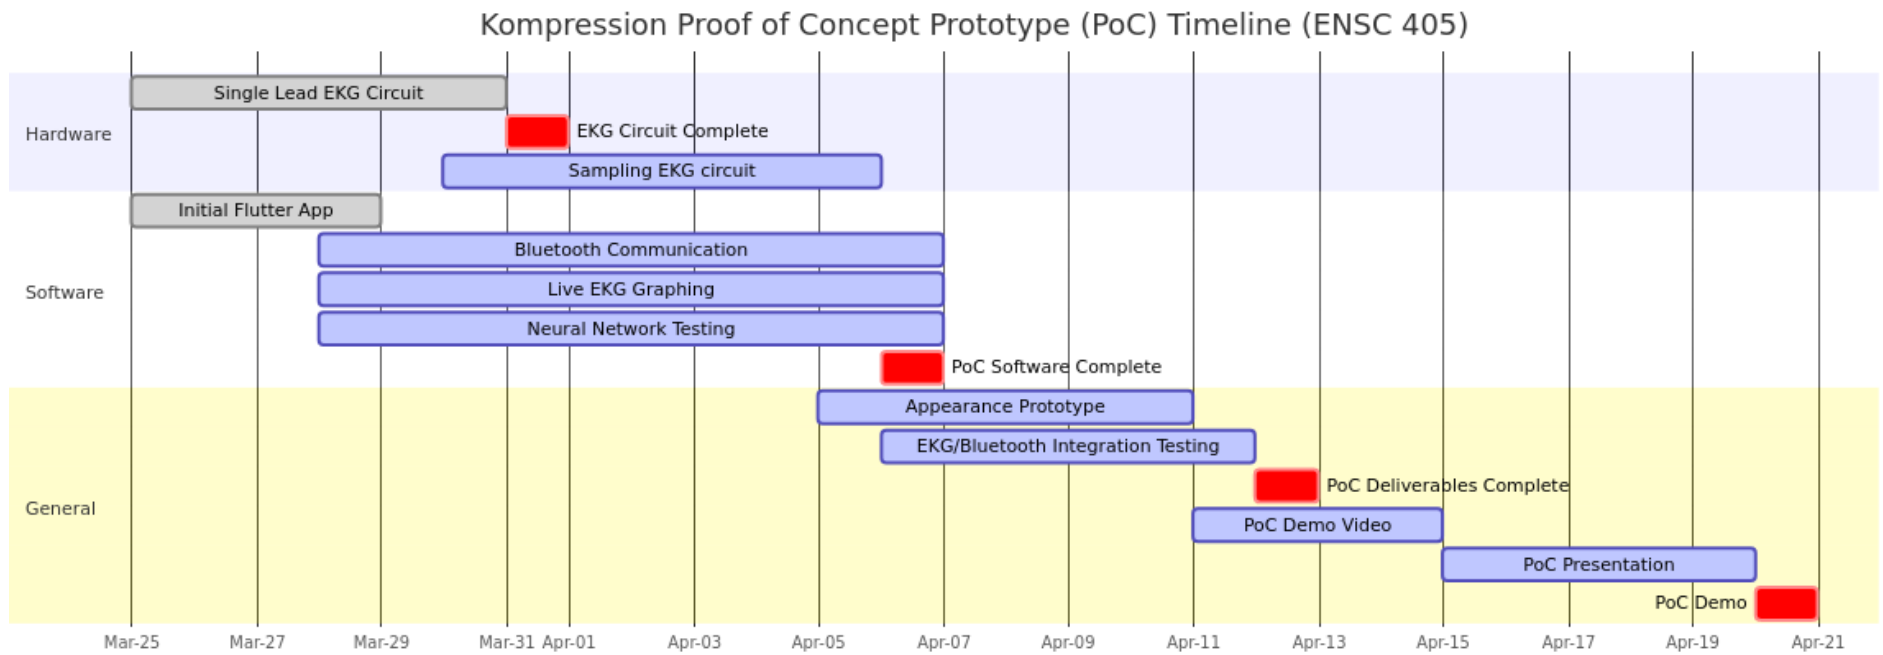 Kompression Proof of Concept Prototype (PoC) Timeline (ENSC 405)
Hardware
Single Lead EKG Circuit
EKG Circuit Complete
Sampling EKG circuit
Software
Initial Flutter App
Bluetooth Communication
Live EKG Graphing
Neural Network Testing
PoC Software Complete
General
Appearance Prototype
EKG/Bluetooth Integration Testing
PoC Deliverables Complete
PoC Demo Video
PoC Presentation
PoC Demo
Mar-25 Mar-27 Mar-29 Mar-31 Apr-01 Apr-03 Apr-05 Apr-07 Apr-09 Apr-11 Apr-13 Apr-15 Apr-17 Apr-19 Apr-21